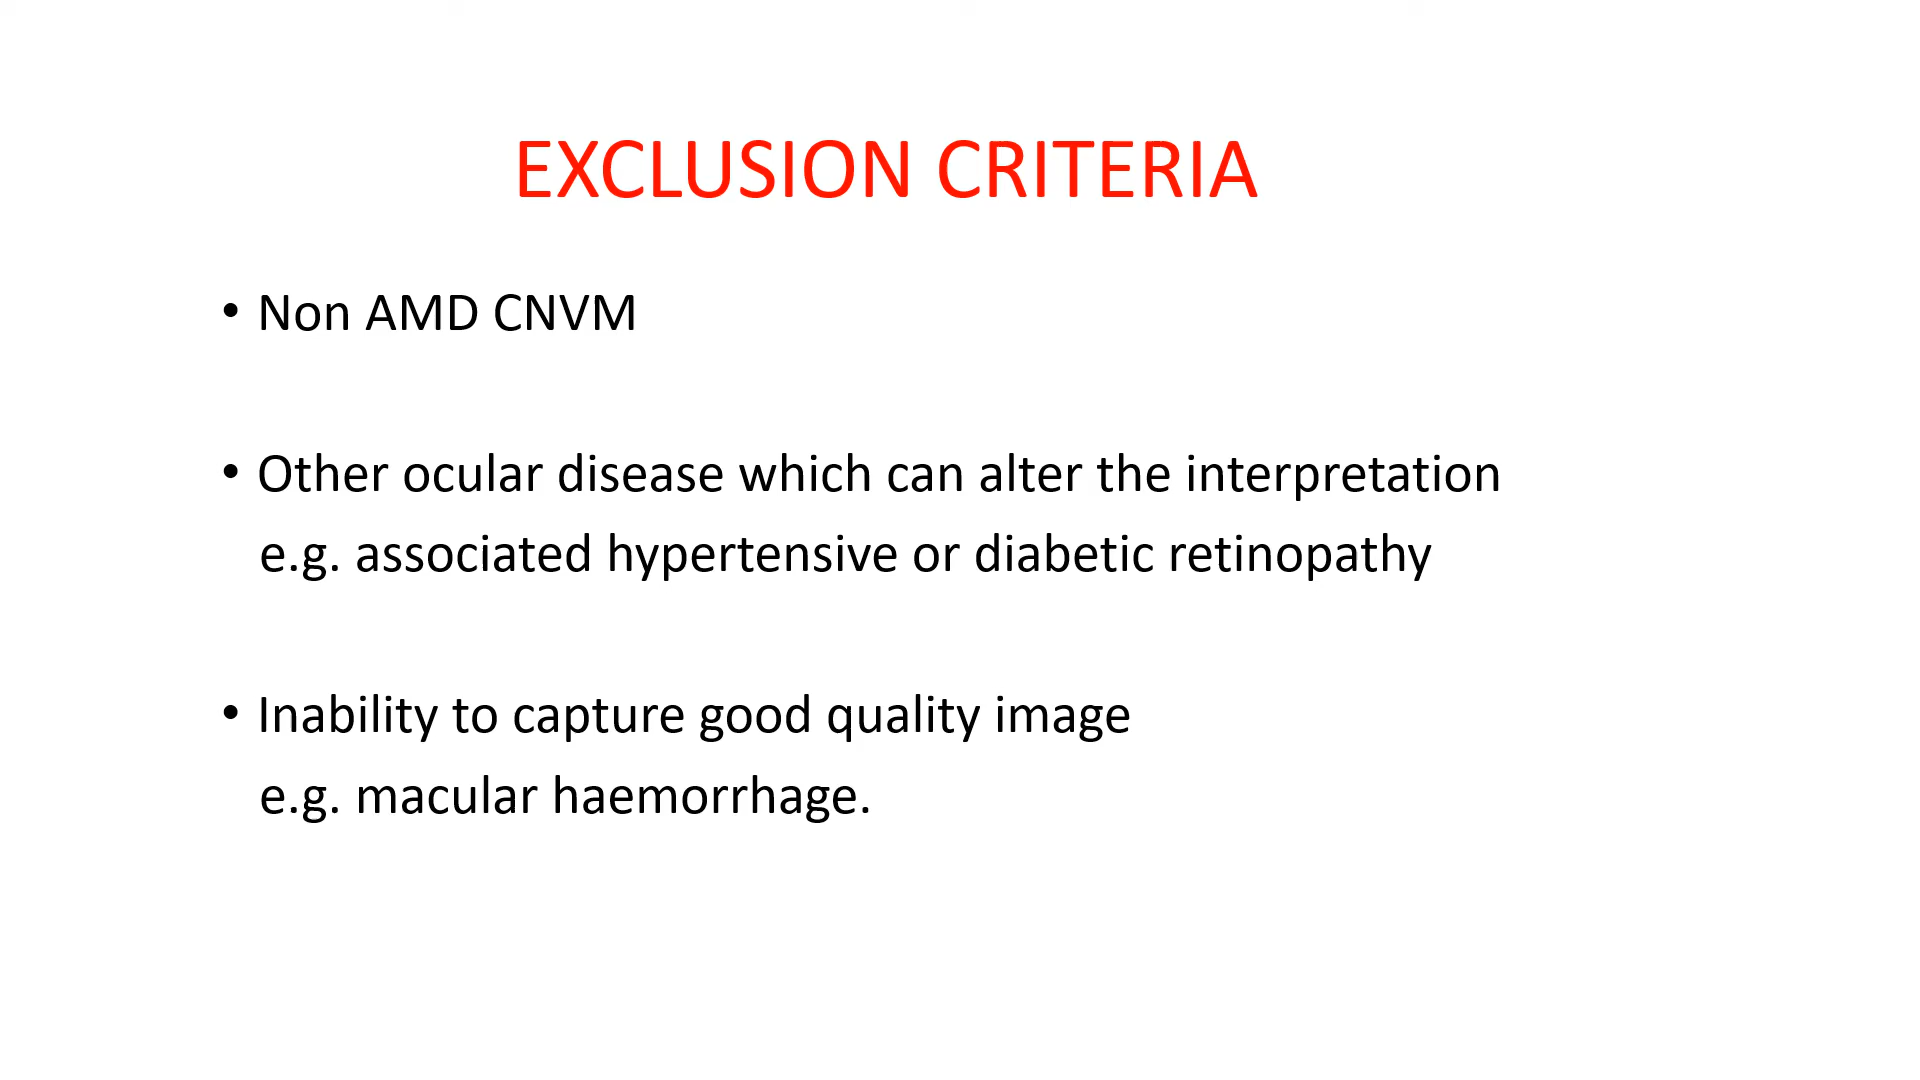 EXCLUSION CRITERIA
• Non AMD CNVM
• Other ocular disease which can alter the interpretation
e.g. associated hypertensive or diabetic retinopathy
• Inability to capture good quality image
e.g. macular haemorrhage.